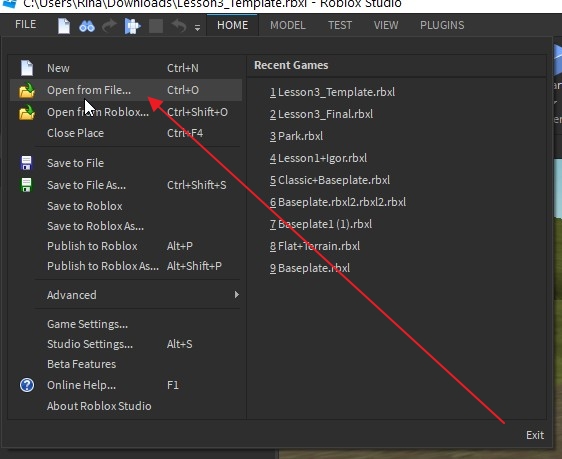 C:\Users\Rina\Downloads\Lesson3_Template.rbxl - Roblox Studio
FILE HOME MODEL TEST VIEW PLUGINS
New Ctrl+N
Open from File... Ctrl+O
Open from Roblox... Ctrl+Shift+O
Close Place Ctrl+F4
Save to File
Save to File As... Ctrl+Shift+S
Save to Roblox
Save to Roblox As...
Publish to Roblox Alt+P
Publish to Roblox As... Alt+Shift+P
Advanced
Game Settings...
Studio Settings... Alt+S
Beta Features
Online Help... F1
About Roblox Studio
Recent Games
1 Lesson3_Template.rbxl
2 Lesson3_Final.rbxl
3 Park.rbxl
4 Lesson1+Igor.rbxl
5 Classic+Baseplate.rbxl
6 Baseplate.rbxl2.rbxl2.rbxl
7 Baseplate1 (1).rbxl
8 Flat+Terrain.rbxl
9 Baseplate.rbxl
Exit